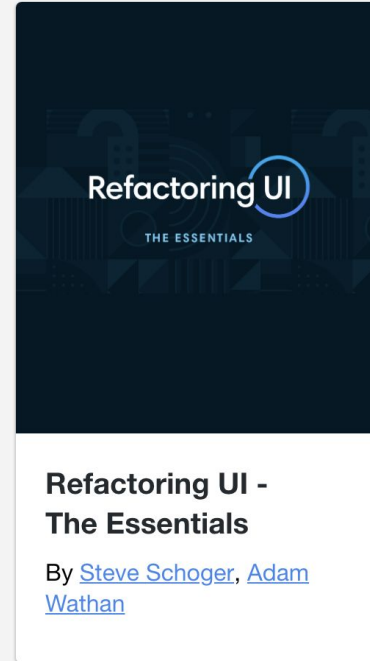 Refactoring UI
THE ESSENTIALS
Refactoring UI -
The Essentials
By Steve Schoger, Adam
Wathan